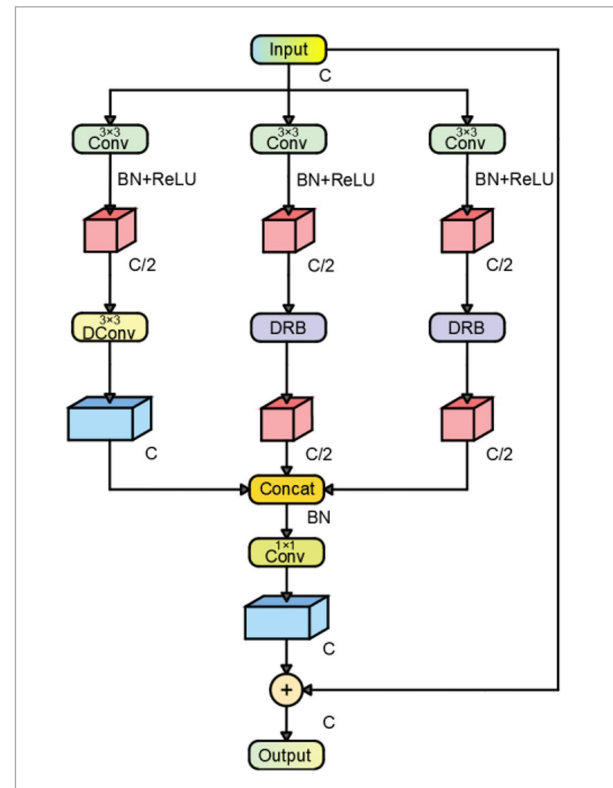 Input
C
3×3
Conv
3×3
Conv
3×3
Conv
BN+ReLU
BN+ReLU
BN+ReLU
C/2
C/2
C/2
3×3
DConv
DRB
DRB
C
C/2
C/2
Concat
BN
1×1
Conv
C
+
C
Output